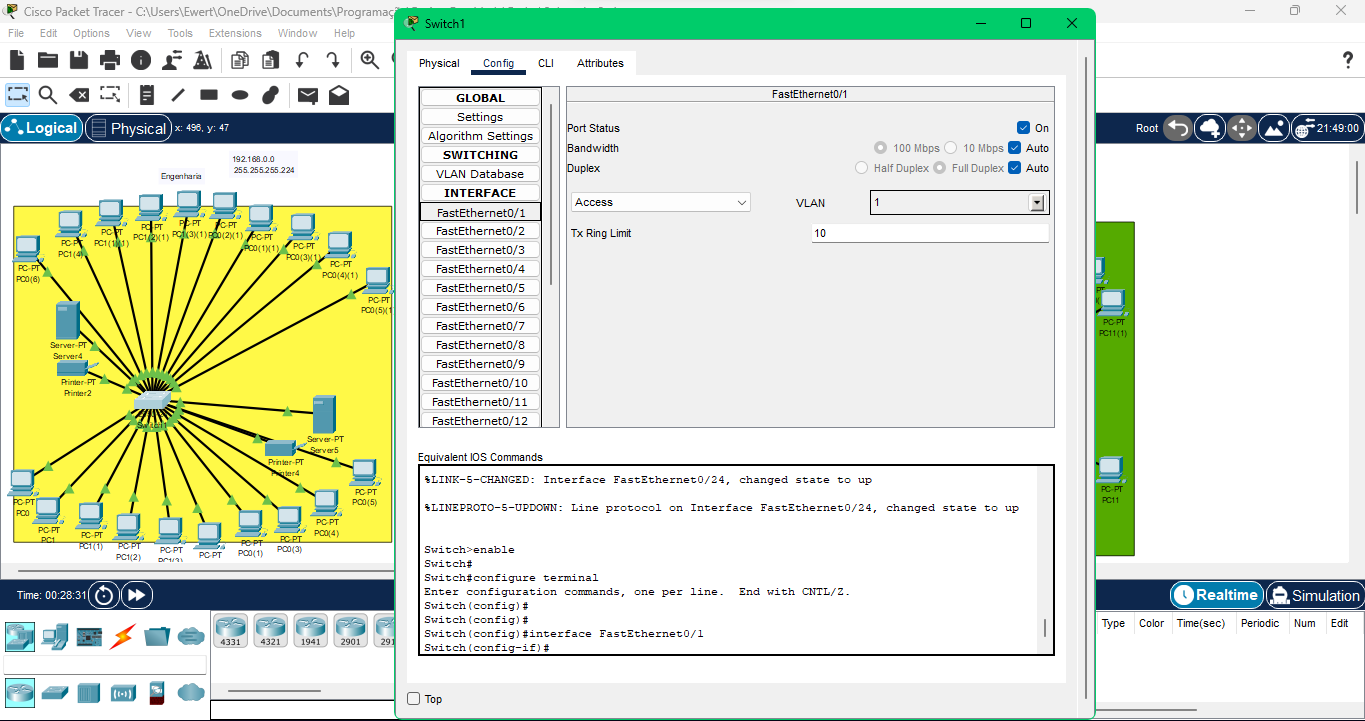 Cisco Packet Tracer - C:\Users\Ewert\OneDrive\Documents\Programaç
Switch1
File Edit Options View Tools Extensions Window Help
?
Logical
Physical
x: 496, y: 47
Root
21:49:00
192.168.0.0
255.255.255.224
Engenharia
PC-PT
PC1(4)
PC-PT
PC1(1)(1)
PC-PT
PC1(2)(1)
PC-PT
PC-PT
PC0(2)(1)
PC-PT
PC0(1)(1)
PC-PT
PC0(3)(1)
PC-PT
PC0(4)(1)
PC-PT
PC0(6)
PC-PT
PC0(5)(1
Server-PT
Server4
Printer-PT
Printer2
Switch1
Server-PT
Server5
Printer-PT
Printer4
PC-PT
PC0(5)
PC-PT
PC0
PC-PT
PC1
PC-PT
PC1(1)
PC-PT
PC1(2)
PC-PT
PC1(3)
PC-PT
PC-PT
PC0(1)
PC-PT
PC0(3)
PC-PT
PC0(4)
PC-PT
PC11(1)
PC-PT
PC11
Physical Config CLI Attributes
GLOBAL
Settings
Algorithm Settings
SWITCHING
VLAN Database
INTERFACE
FastEthernet0/1
FastEthernet0/2
FastEthernet0/3
FastEthernet0/4
FastEthernet0/5
FastEthernet0/6
FastEthernet0/7
FastEthernet0/8
FastEthernet0/9
FastEthernet0/10
FastEthernet0/11
FastEthernet0/12
FastEthernet0/1
Port Status On
Bandwidth 100 Mbps 10 Mbps Auto
Duplex Half Duplex Full Duplex Auto
Access VLAN 1
Tx Ring Limit 10
Equivalent IOS Commands
%LINK-5-CHANGED: Interface FastEthernet0/24, changed state to up
%LINEPROTO-5-UPDOWN: Line protocol on Interface FastEthernet0/24, changed state to up
Switch>enable
Switch#
Switch#configure terminal
Enter configuration commands, one per line. End with CNTL/Z.
Switch(config)#
Switch(config)#
Switch(config)#interface FastEthernet0/1
Switch(config-if)#
Top
Time: 00:28:31
Realtime
Simulation
4331 4321 1941 2901 291
Type Color Time(sec) Periodic Num Edit